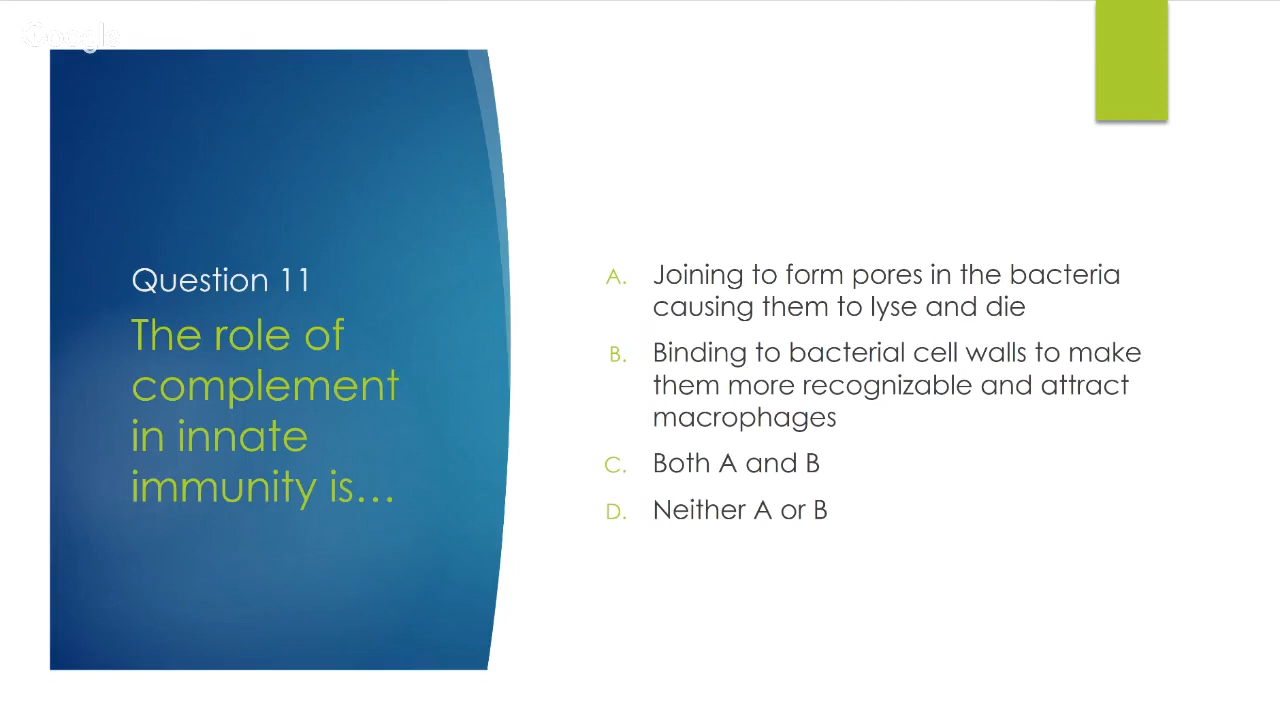 Google
Question 11
The role of
complement
in innate
immunity is...
A. Joining to form pores in the bacteria
causing them to lyse and die
B. Binding to bacterial cell walls to make
them more recognizable and attract
macrophages
C. Both A and B
D. Neither A or B